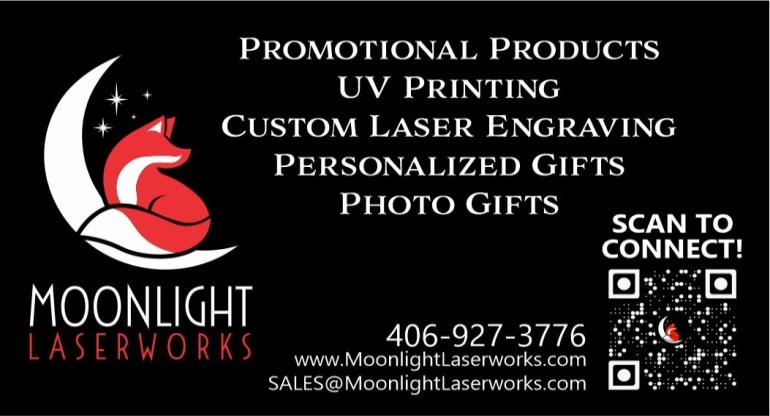 Promotional Products
UV Printing
Custom Laser Engraving
Personalized Gifts
Photo Gifts
SCAN TO
CONNECT!
MOONLIGHT
LASERWORKS
406-927-3776
www.MoonlightLaserworks.com
SALES@MoonlightLaserworks.com